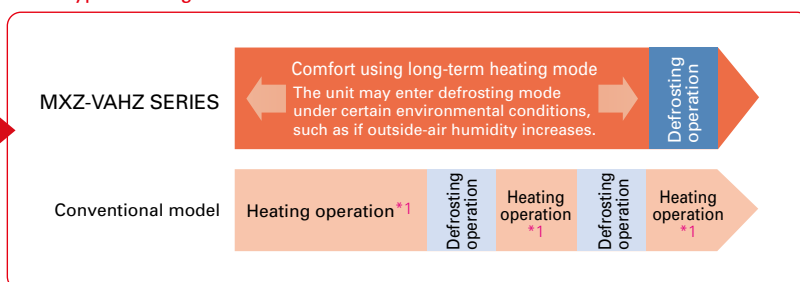 MXZ-VAHZ SERIES
Comfort using long-term heating mode
The unit may enter defrosting mode
under certain environmental conditions,
such as if outside-air humidity increases.
Defrosting
operation
Conventional model
Heating operation*1
Defrosting
operation
Heating
operation
*1
Defrosting
operation
Heating
operation
*1